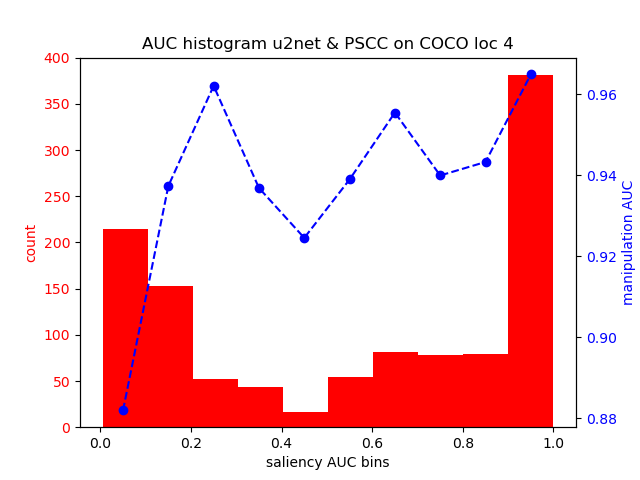 AUC histogram u2net & PSCC on COCO loc 4
400
350
300
250
200
150
100
50
0
count
0.96
0.94
0.92
0.90
0.88
manipulation AUC
0.0 0.2 0.4 0.6 0.8 1.0
saliency AUC bins